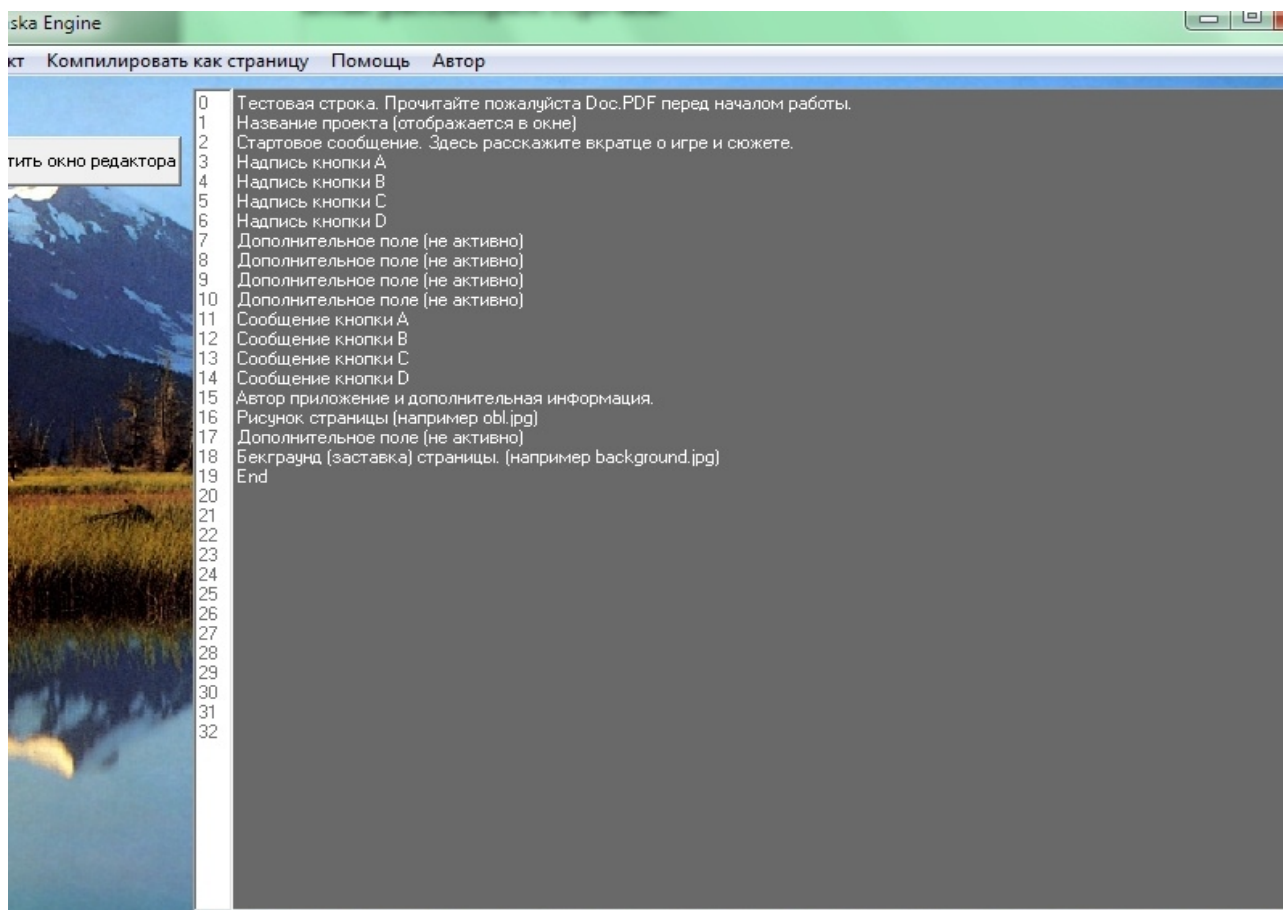 ska Engine
кт Компилировать как страницу Помощь Автор
тить окно редактора
0 Тестовая строка. Прочитайте пожалуйста Doc.PDF перед началом работы.
1 Название проекта (отображается в окне)
2 Стартовое сообщение. Здесь расскажите вкратце о игре и сюжете.
3 Надпись кнопки A
4 Надпись кнопки B
5 Надпись кнопки C
6 Надпись кнопки D
7 Дополнительное поле (не активно)
8 Дополнительное поле (не активно)
9 Дополнительное поле (не активно)
10 Дополнительное поле (не активно)
11 Сообщение кнопки A
12 Сообщение кнопки B
13 Сообщение кнопки C
14 Сообщение кнопки D
15 Автор приложение и дополнительная информация.
16 Рисунок страницы (например obl.jpg)
17 Дополнительное поле (не активно)
18 Бекграунд (заставка) страницы. (например background.jpg)
19 End
20
21
22
23
24
25
26
27
28
29
30
31
32